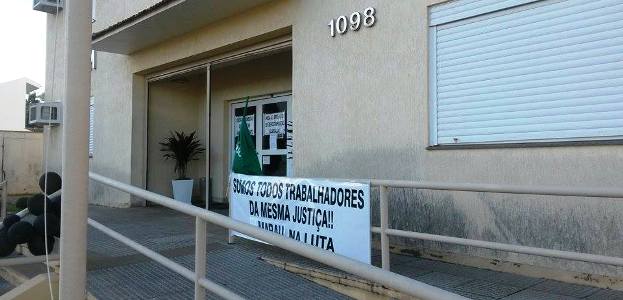 1098
SOMOS TODOS TRABALHADORES
DA MESMA JUSTIÇA!!
MARAU NA LUTA